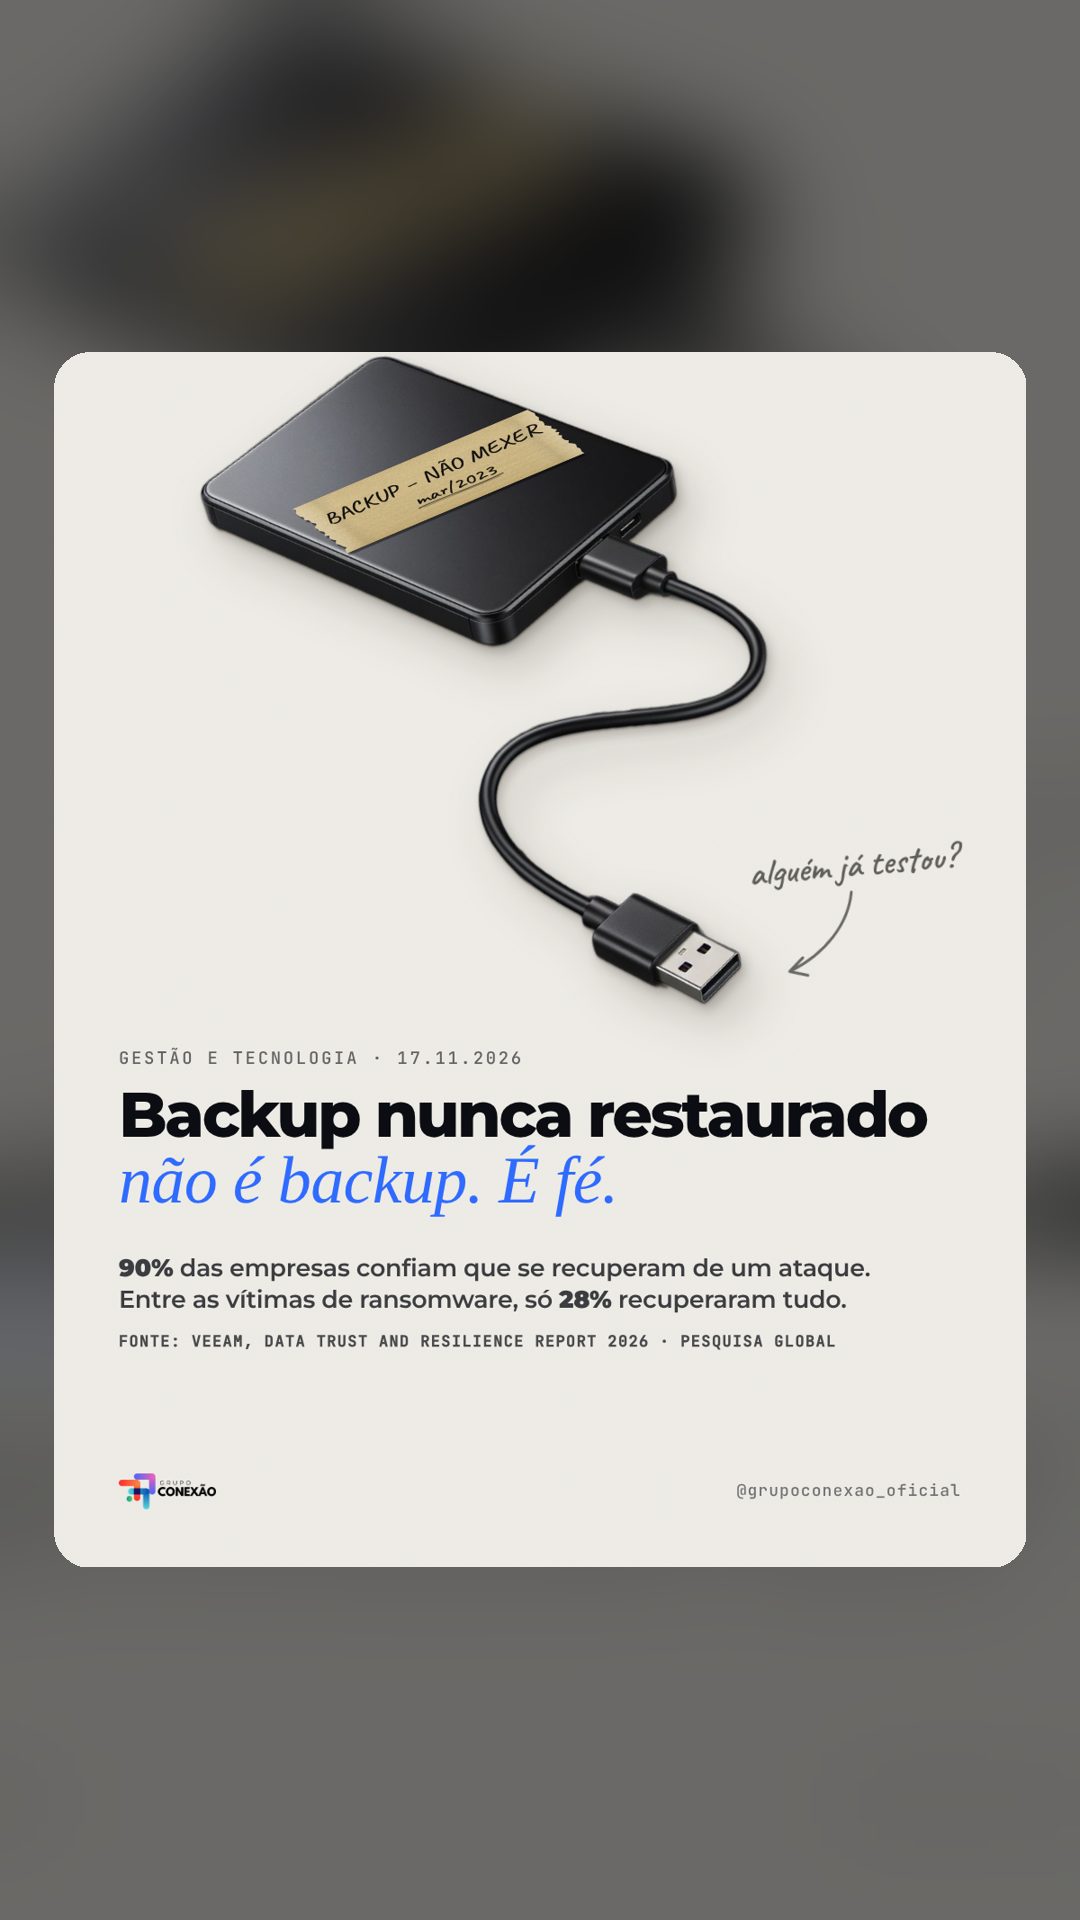 BACKUP – NÃO MEXER
mar/2023
alguém já testou?
GESTÃO E TECNOLOGIA · 17.11.2026
Backup nunca restaurado
não é backup. É fé.
90% das empresas confiam que se recuperam de um ataque.
Entre as vítimas de ransomware, só 28% recuperaram tudo.
FONTE: VEEAM, DATA TRUST AND RESILIENCE REPORT 2026 · PESQUISA GLOBAL
GRUPO
CONEXÃO
@grupoconexao_oficial